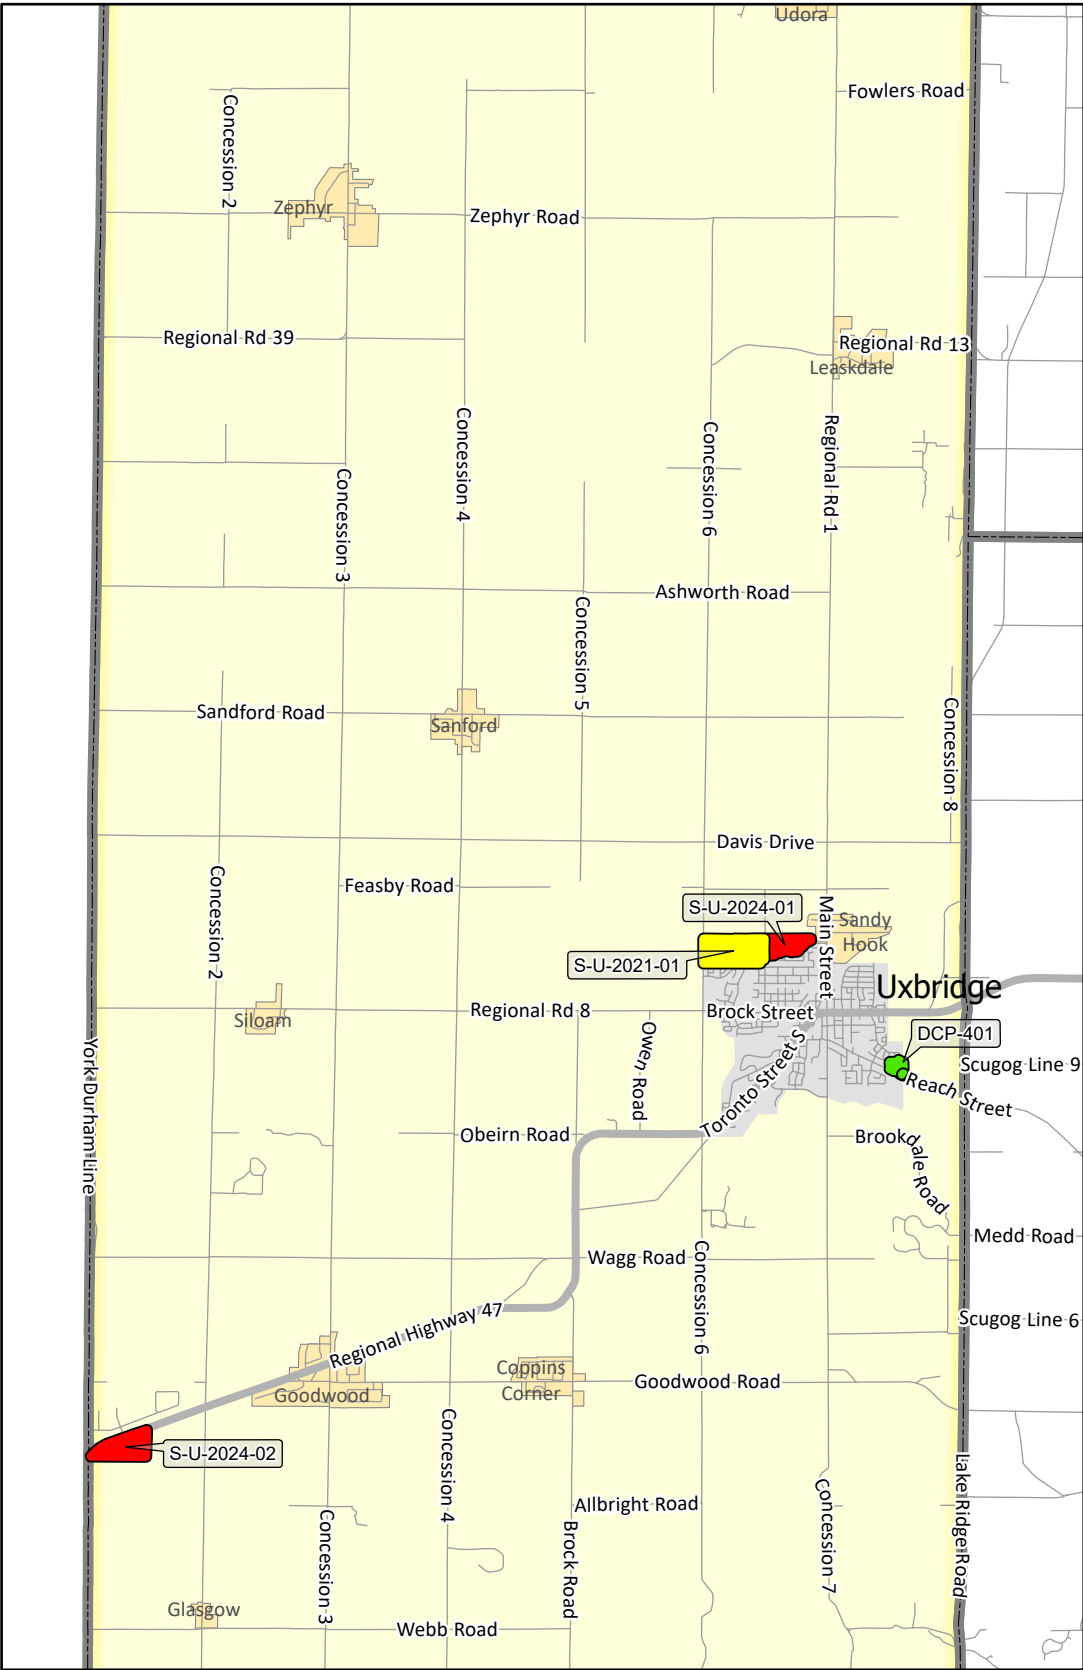 Udora
Fowlers Road
Concession 2
Zephyr
Zephyr Road
Regional Rd 39
Regional Rd 13
Leaskdale
Concession 3
Concession 4
Concession 6
Regional Rd 1
Ashworth Road
Concession 5
Sandford Road
Sanford
Concession 8
Davis Drive
Feasby Road
Concession 2
S-U-2024-01
Main Street
Sandy
Hook
S-U-2021-01
Uxbridge
Siloam
Regional Rd 8
Brock Street
Owen Road
Toronto Street S
DCP-401
Scugog Line 9
Reach Street
York Durham Line
Obeirn Road
Brookdale Road
Medd Road
Wagg Road
Concession 6
Regional Highway 47
Scugog Line 6
Coppins
Corner
Goodwood
Goodwood Road
S-U-2024-02
Concession 4
Allbright Road
Concession 3
Brock Road
Concession 7
Lake Ridge Road
Glasgow
Webb Road